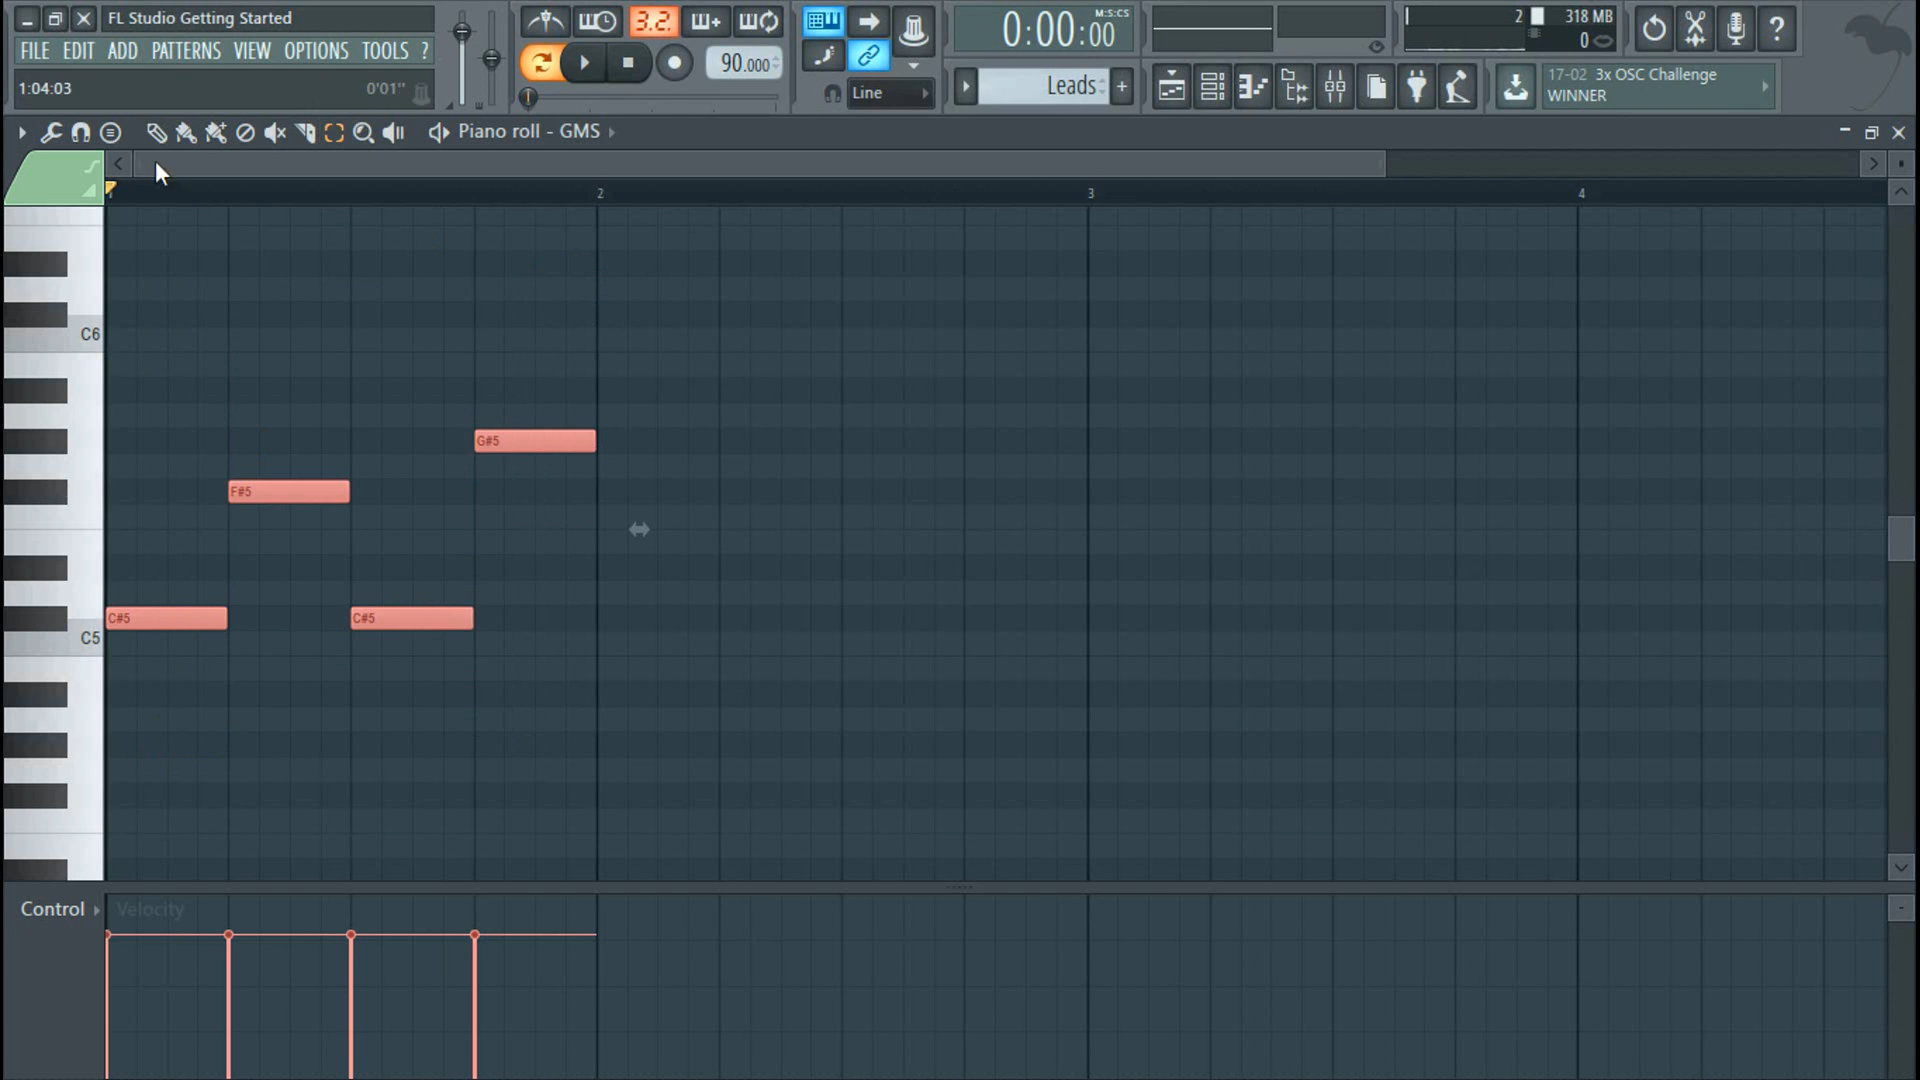 FL Studio Getting Started
FILE EDIT ADD PATTERNS VIEW OPTIONS TOOLS ?
1:04:03 0'01"
3.2.
90.000
Line
0:00:00
M:S:CS
Leads
2 318 MB
0
17-02 3x OSC Challenge
WINNER
Piano roll - GMS
1 2 3 4
C6
G#5
F#5
C#5 C#5
C5
Control Velocity